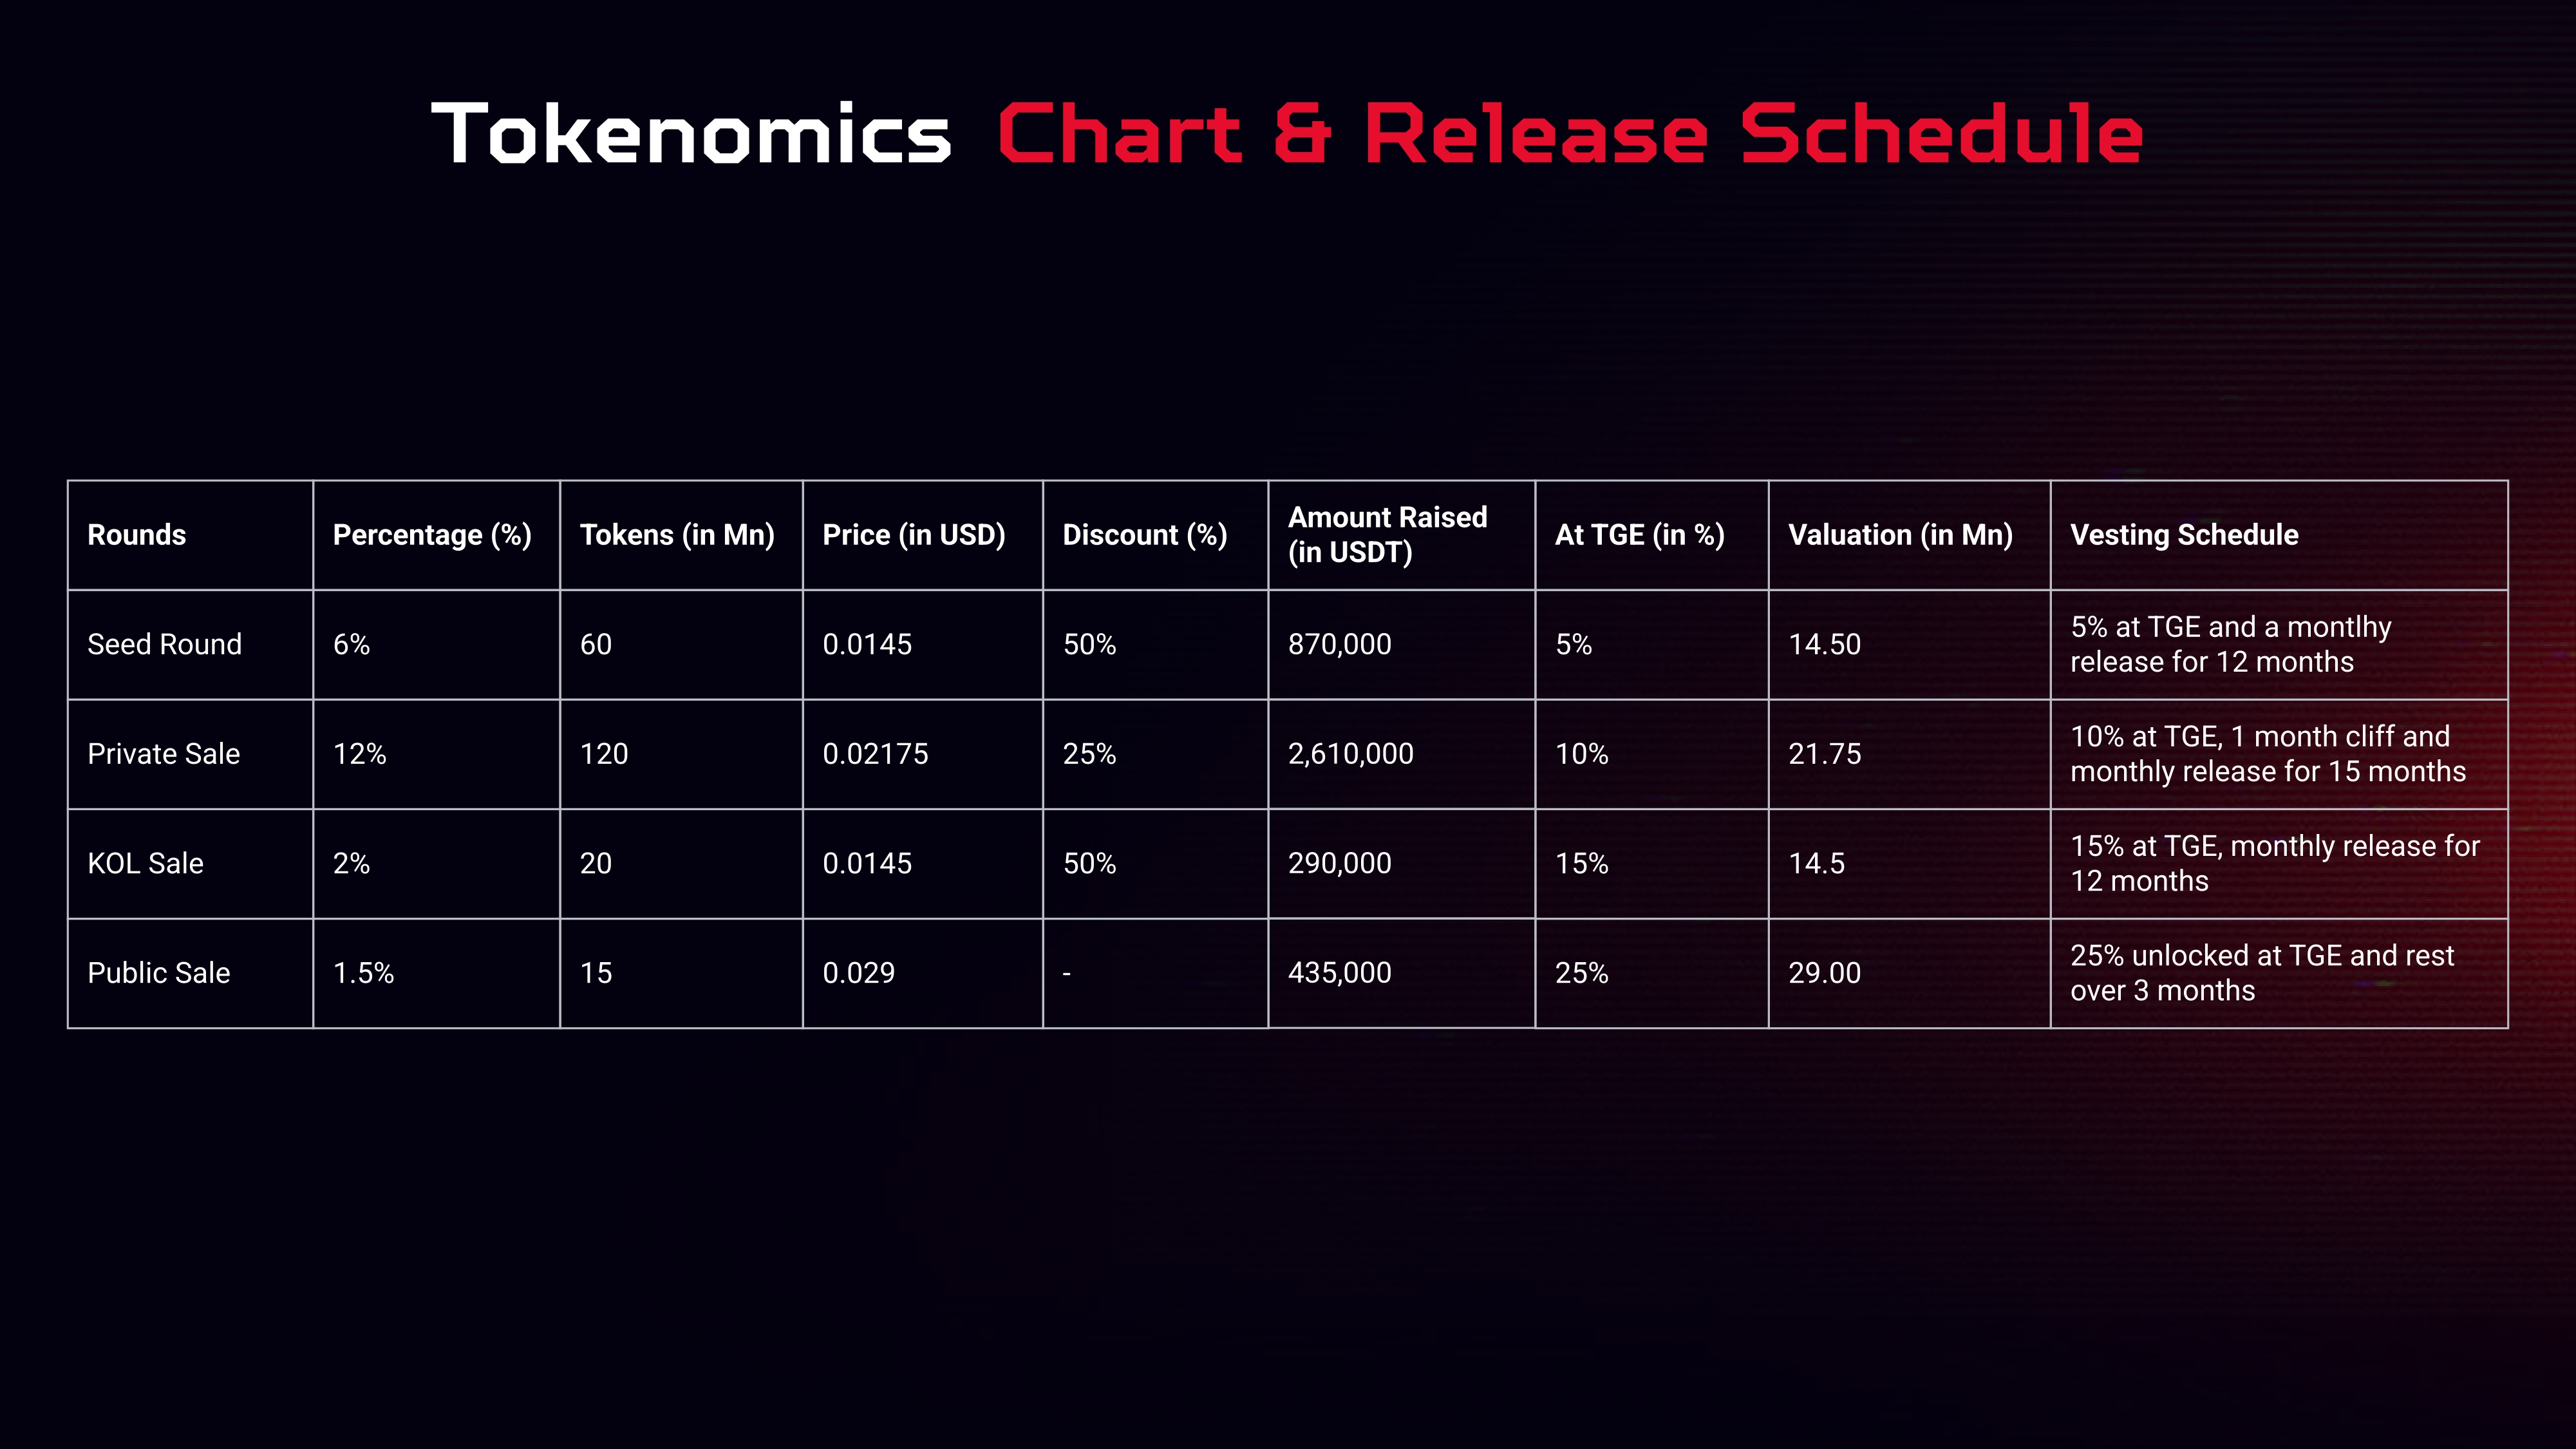 Tokenomics Chart & Release Schedule
Rounds
Percentage (%)
Tokens (in Mn)
Price (in USD)
Discount (%)
Amount Raised
(in USDT)
At TGE (in %)
Valuation (in Mn)
Vesting Schedule
Seed Round
6%
60
0.0145
50%
870,000
5%
14.50
5% at TGE and a montlhy
release for 12 months
Private Sale
12%
120
0.02175
25%
2,610,000
10%
21.75
10% at TGE, 1 month cliff and
monthly release for 15 months
KOL Sale
2%
20
0.0145
50%
290,000
15%
14.5
15% at TGE, monthly release for
12 months
Public Sale
1.5%
15
0.029
-
435,000
25%
29.00
25% unlocked at TGE and rest
over 3 months